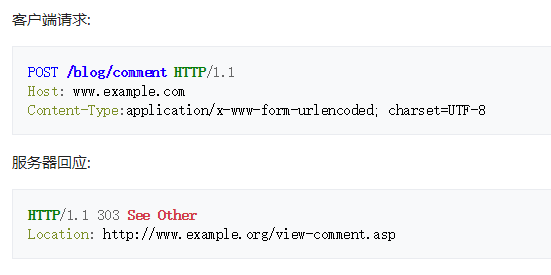 客户端请求:
POST /blog/comment HTTP/1.1
Host: www.example.com
Content-Type:application/x-www-form-urlencoded; charset=UTF-8
服务器回应:
HTTP/1.1 303 See Other
Location: http://www.example.org/view-comment.asp